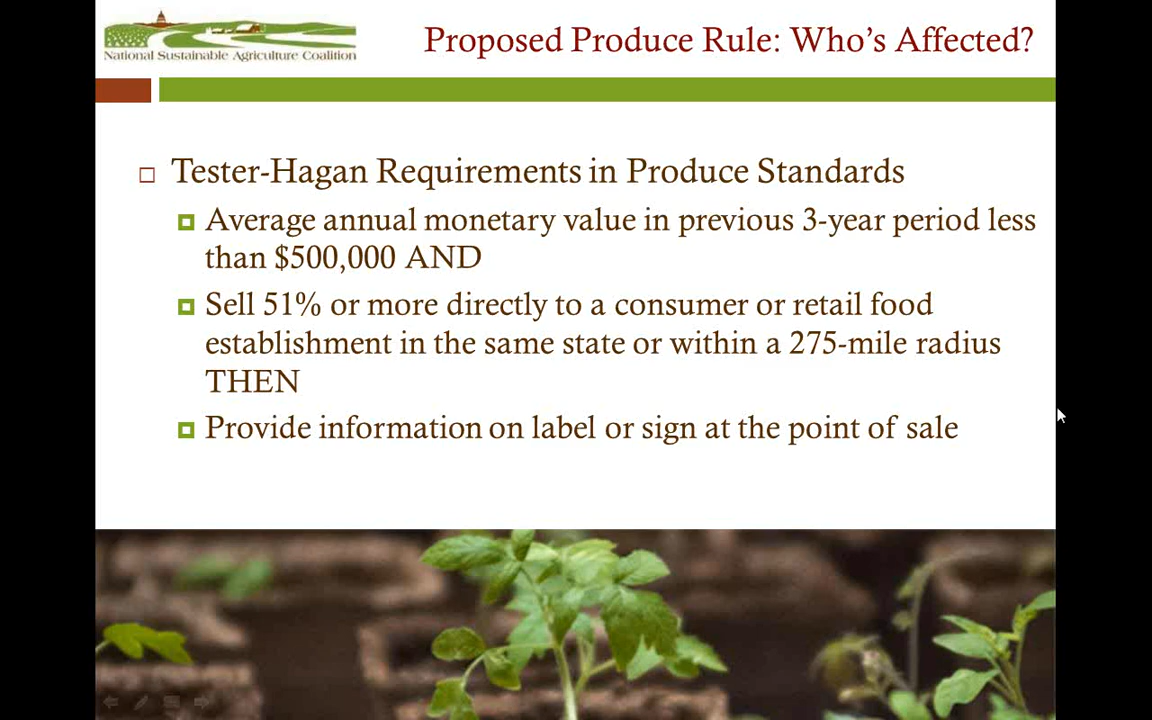 National Sustainable Agriculture Coalition
Proposed Produce Rule: Who's Affected?
Tester-Hagan Requirements in Produce Standards
Average annual monetary value in previous 3-year period less
than $500,000 AND
Sell 51% or more directly to a consumer or retail food
establishment in the same state or within a 275-mile radius
THEN
Provide information on label or sign at the point of sale